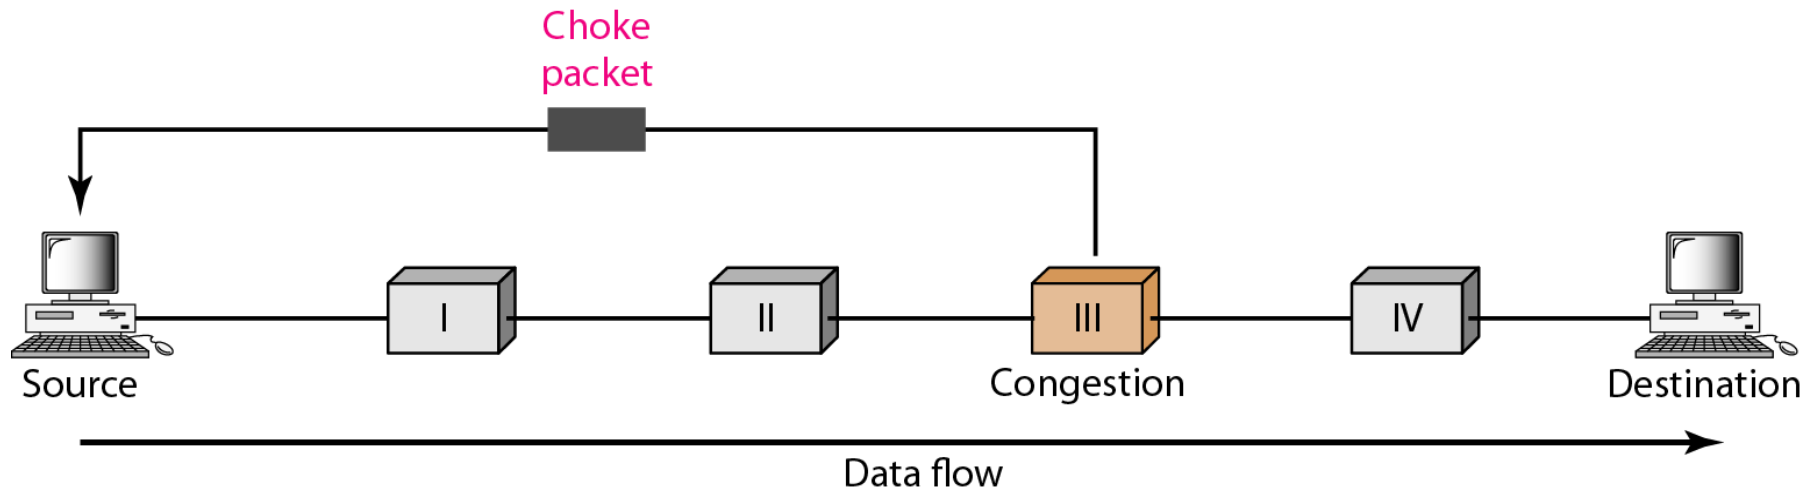 Choke
packet
I
II
III
IV
Source
Congestion
Destination
Data flow